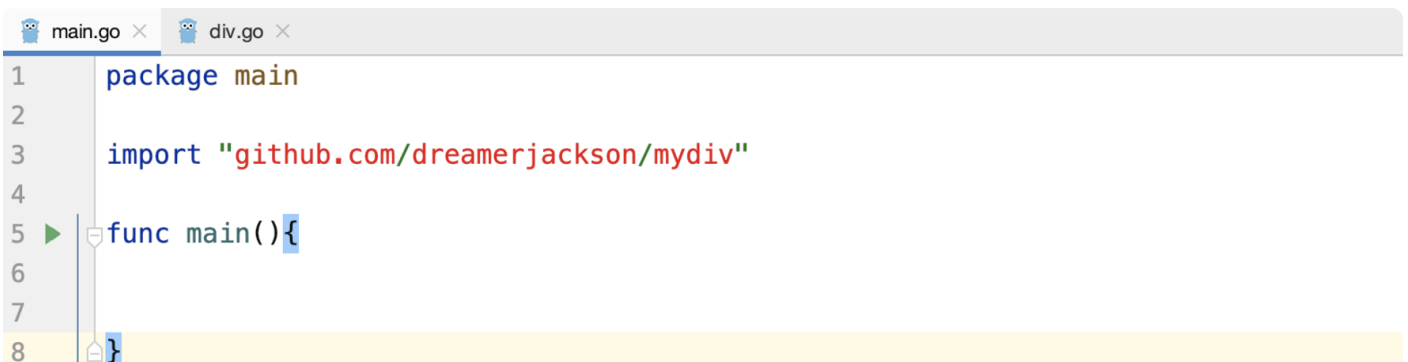 main.go div.go
1 package main
2
3 import "github.com/dreamerjackson/mydiv"
4
5 func main(){
6
7
8 }